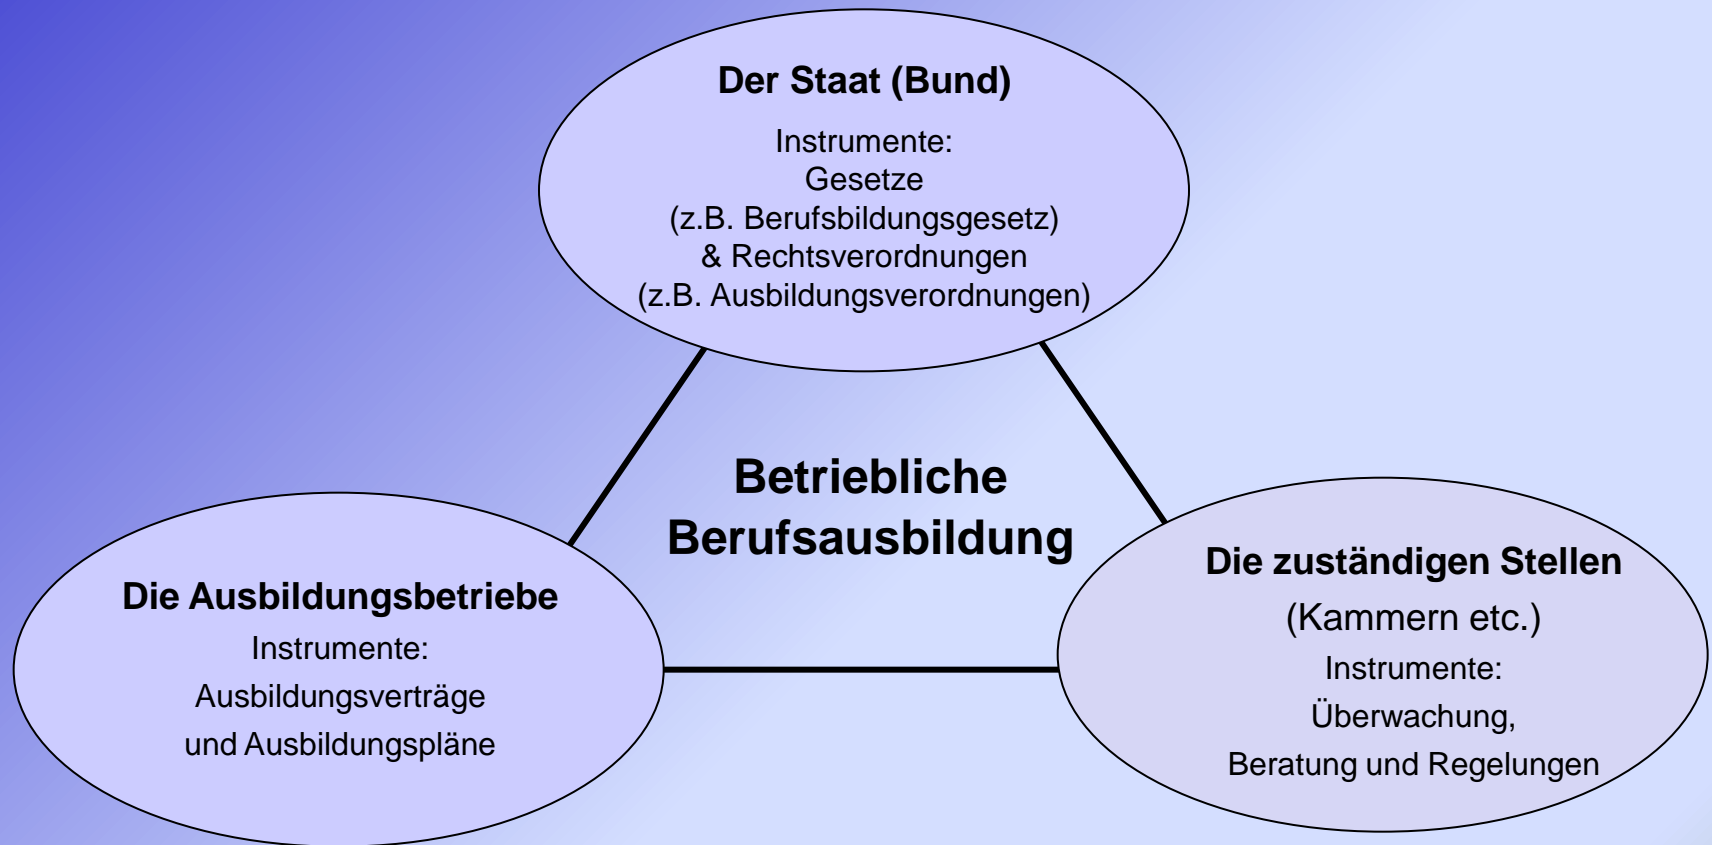 Der Staat (Bund)
Instrumente:
Gesetze
(z.B. Berufsbildungsgesetz)
& Rechtsverordnungen
(z.B. Ausbildungsverordnungen)
Betriebliche
Berufsausbildung
Die Ausbildungsbetriebe
Instrumente:
Ausbildungsverträge
und Ausbildungspläne
Die zuständigen Stellen
(Kammern etc.)
Instrumente:
Überwachung,
Beratung und Regelungen